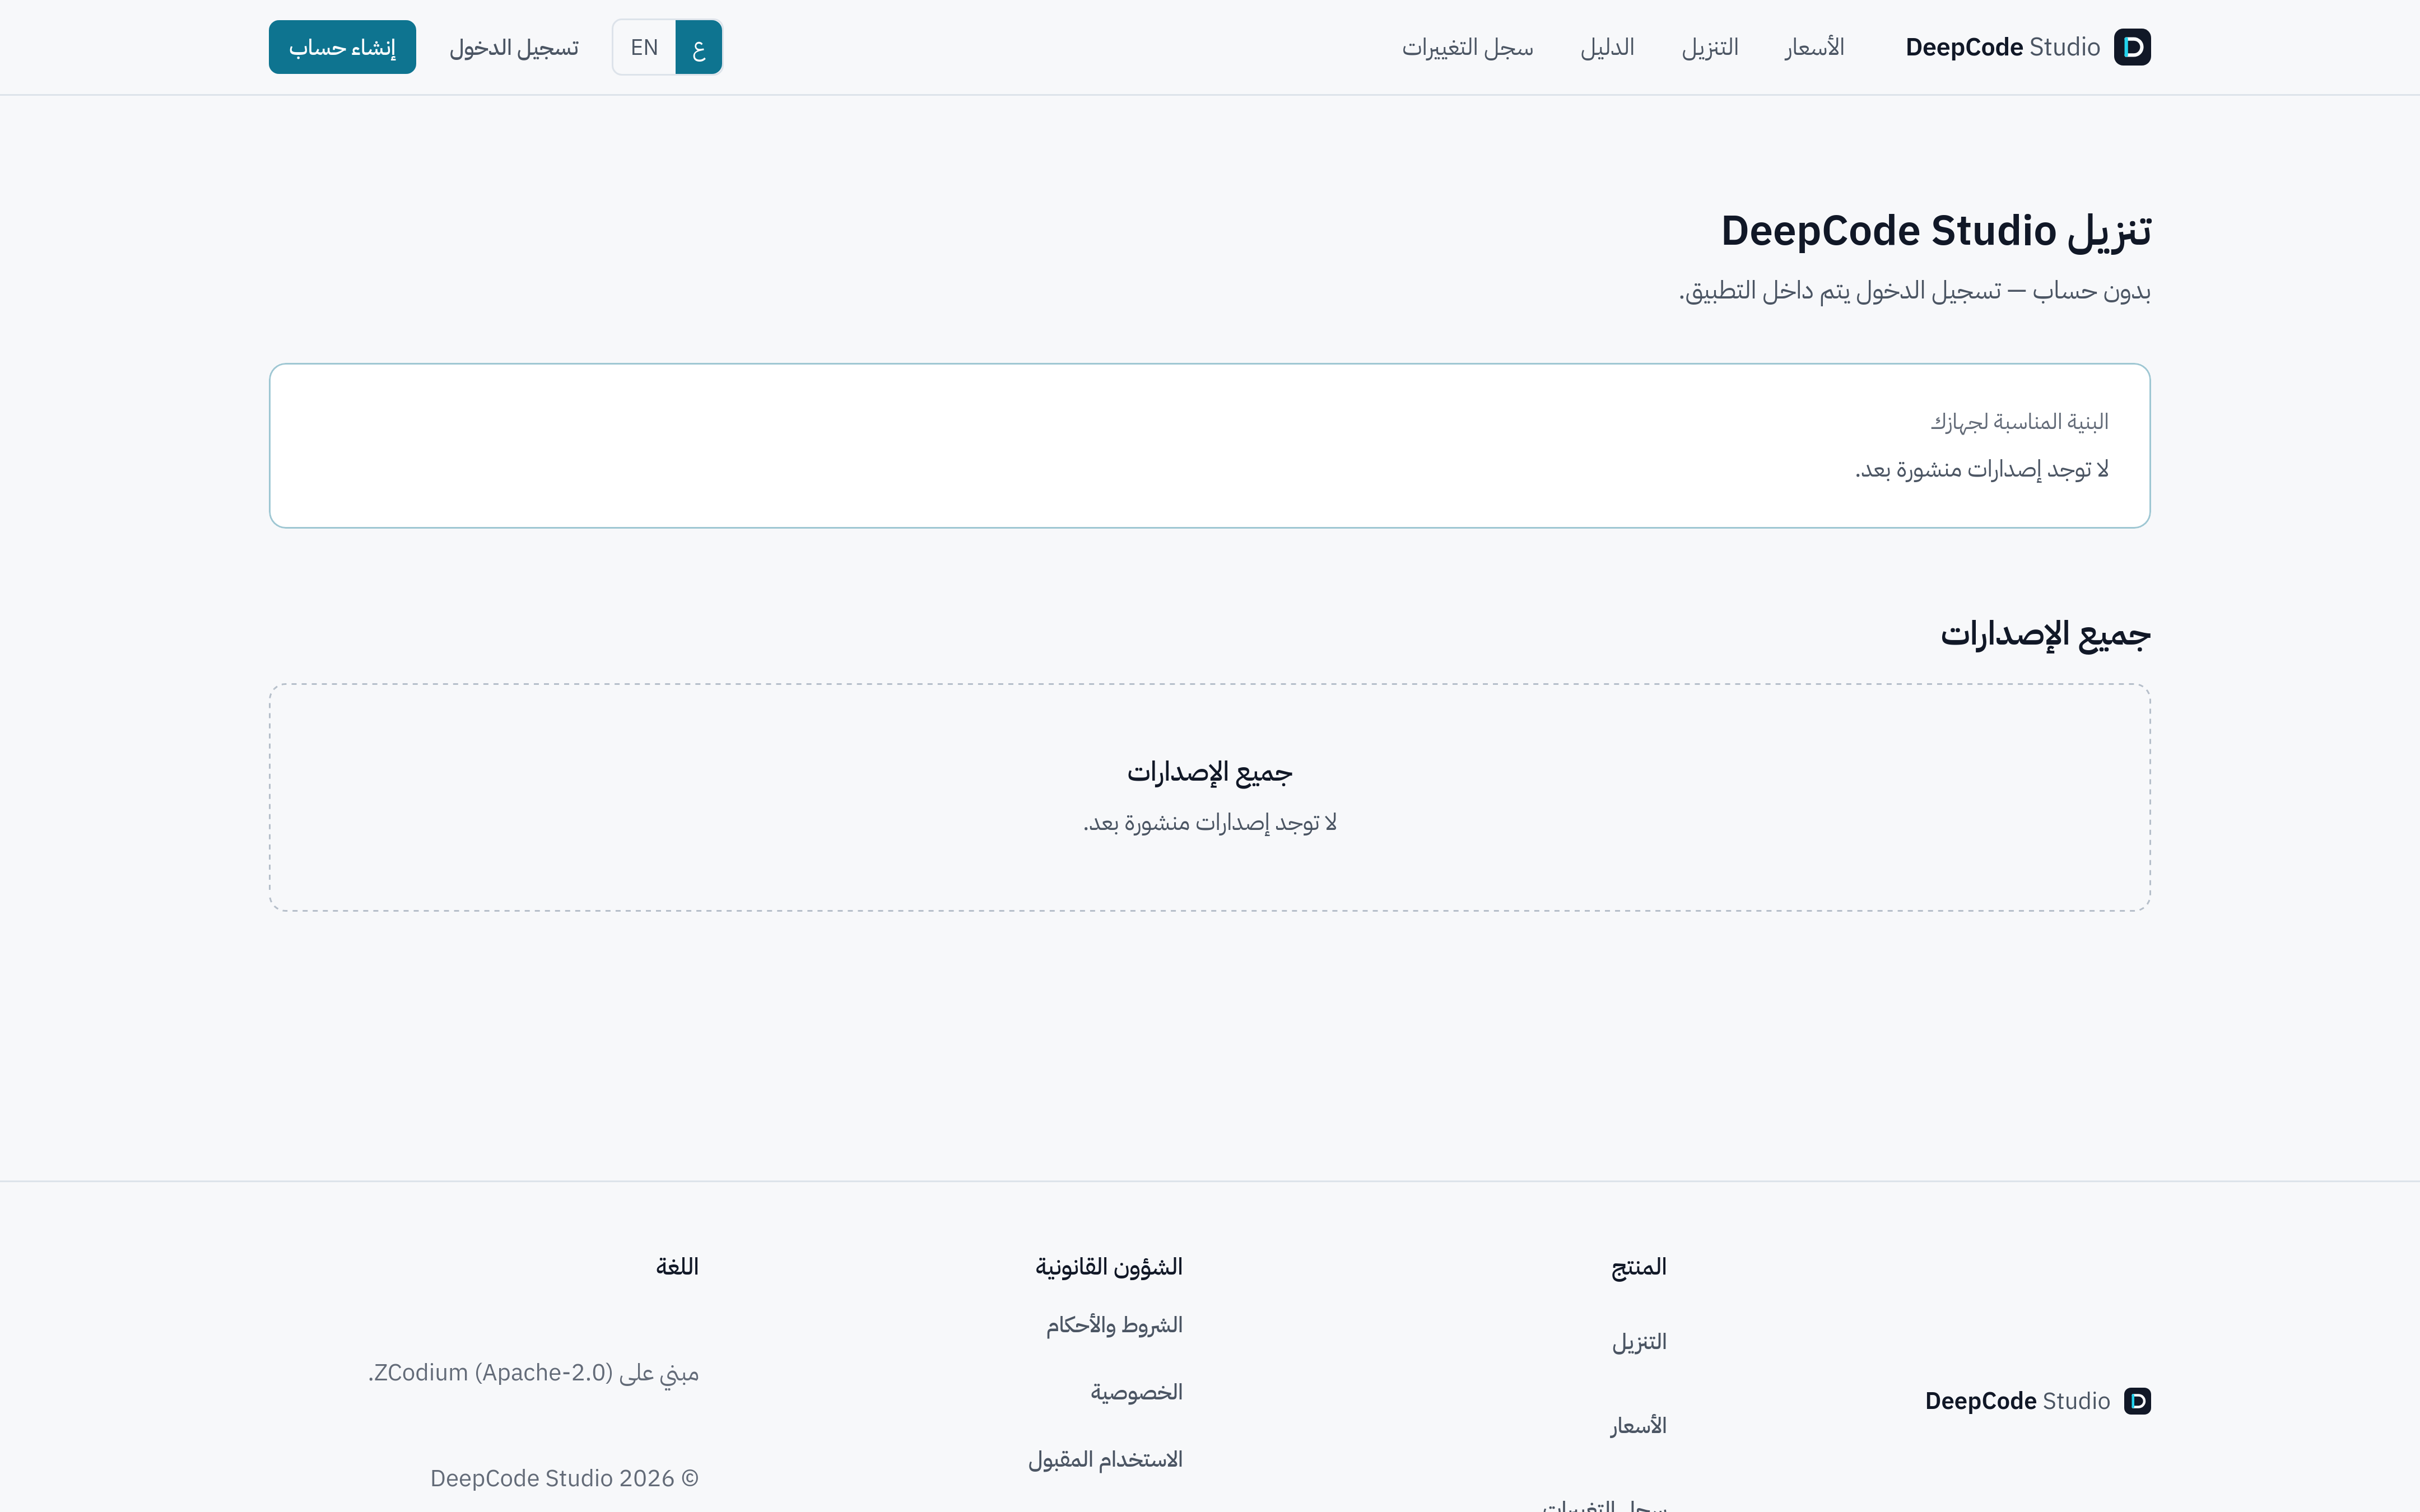 DeepCode Studio
الأسعار
التنزيل
الدليل
سجل التغييرات
ع
EN
تسجيل الدخول
إنشاء حساب
تنزيل DeepCode Studio
بدون حساب — تسجيل الدخول يتم داخل التطبيق.
البنية المناسبة لجهازك
لا توجد إصدارات منشورة بعد.
جميع الإصدارات
جميع الإصدارات
لا توجد إصدارات منشورة بعد.
DeepCode Studio
المنتج
التنزيل
الأسعار
سجل التغييرات
الشؤون القانونية
الشروط والأحكام
الخصوصية
الاستخدام المقبول
اللغة
مبني على ZCodium (Apache-2.0).
© 2026 DeepCode Studio